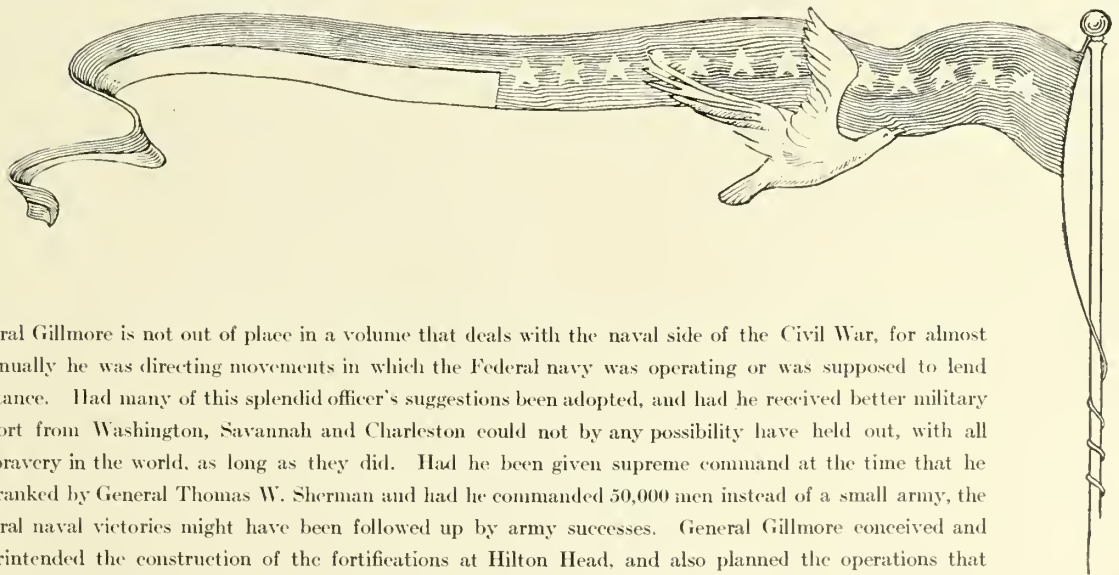 ral Gillmore is not out of place in a volume that deals with the naval side of the Civil War, for almost
nually he was directing movements in which the Federal navy was operating or was supposed to lend
tance. Had many of this splendid officer's suggestions been adopted, and had he received better military
ort from Washington, Savannah and Charleston could not by any possibility have held out, with all
bravery in the world, as long as they did. Had he been given supreme command at the time that he
ranked by General Thomas W. Sherman and had he commanded 50,000 men instead of a small army, the
ral naval victories might have been followed up by army successes. General Gillmore conceived and
rintended the construction of the fortifications at Hilton Head, and also planned the operations that